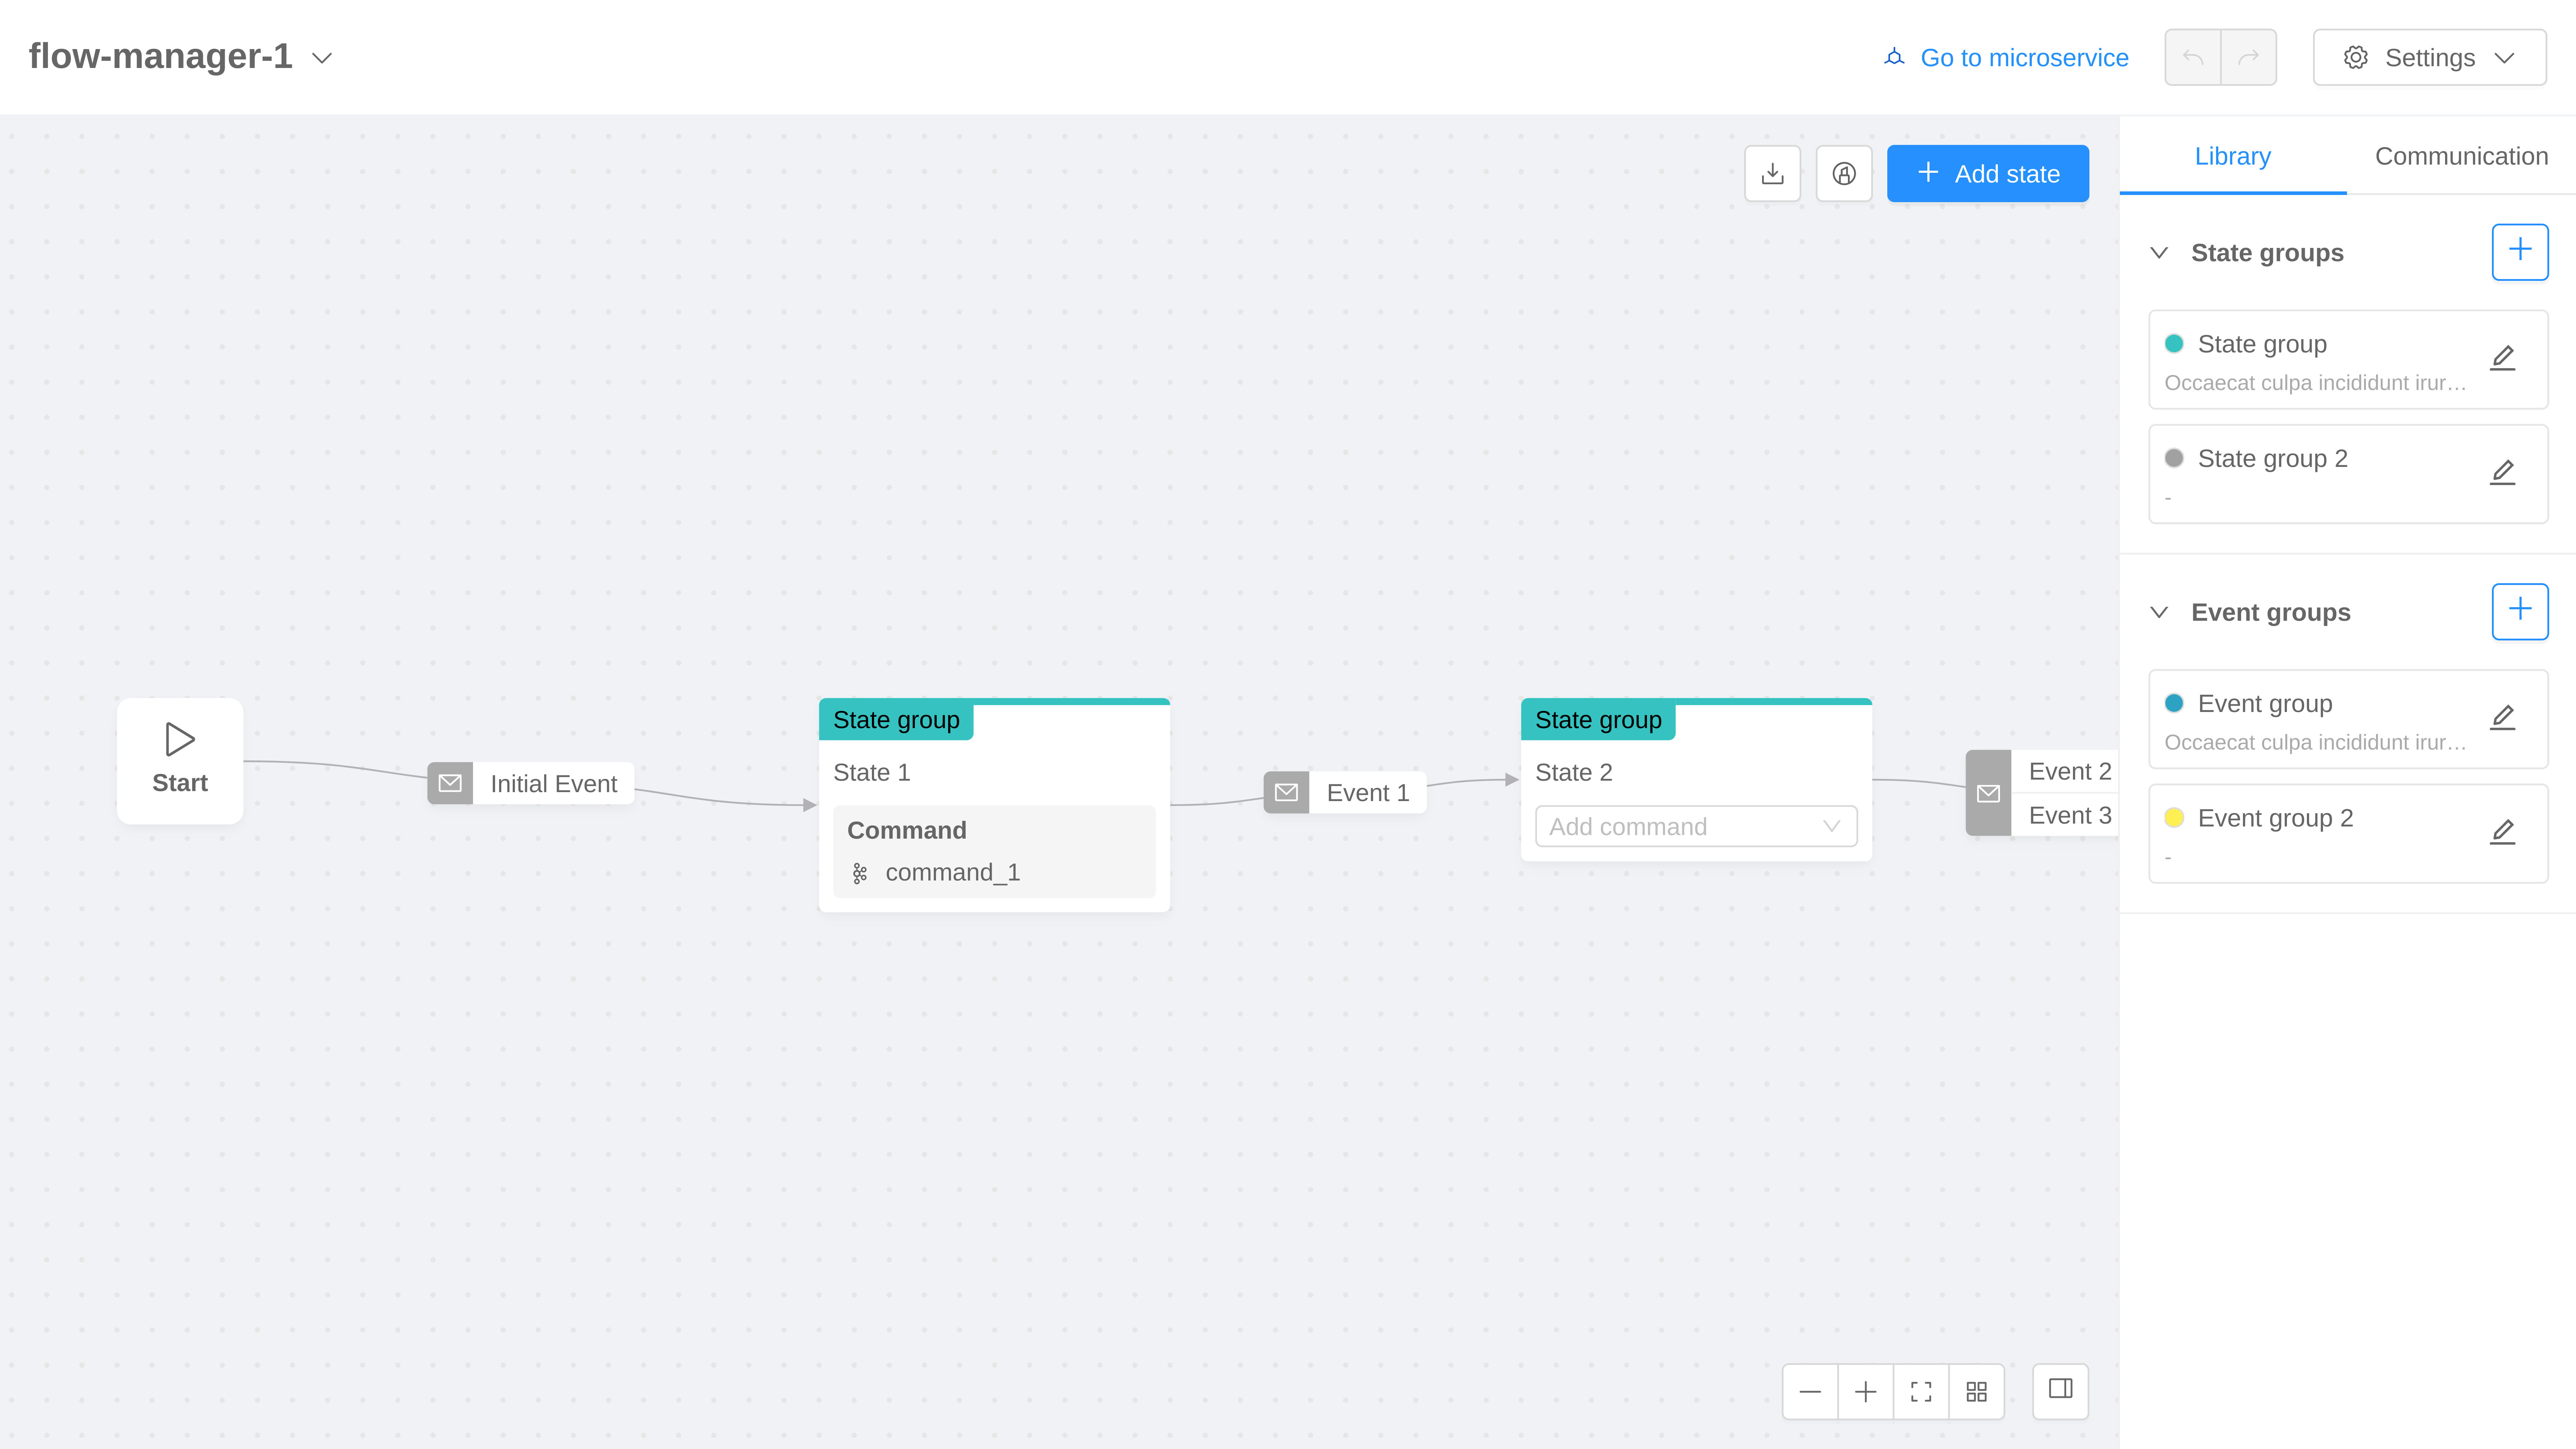 flow-manager-1
Go to microservice
Settings
Add state
Library
Communication
State groups
State group
Occaecat culpa incididunt irur…
State group 2
-
Event groups
Event group
Occaecat culpa incididunt irur…
Event group 2
-
Start
Initial Event
State group
State 1
Command
command_1
Event 1
State group
State 2
Add command
Event 2
Event 3